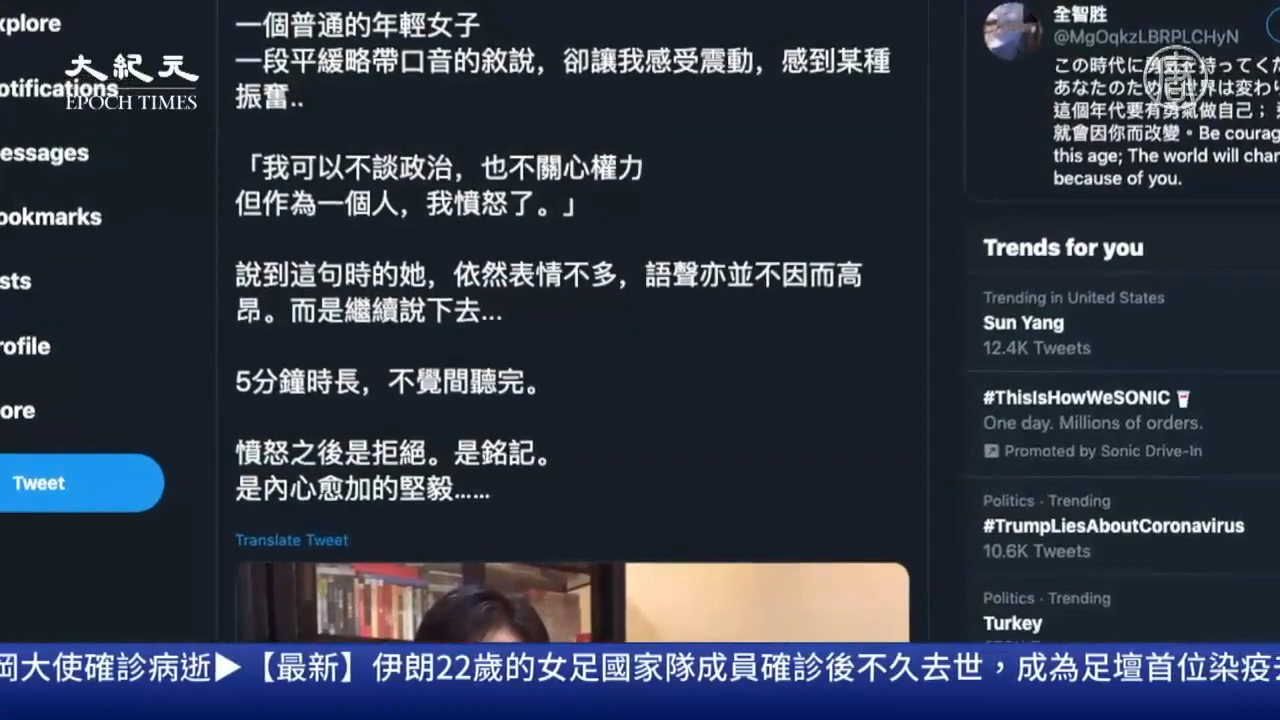 xplore
大紀元
EPOCH TIMES
otifications
essages
ookmarks
sts
rofile
ore
Tweet
一個普通的年輕女子
一段平緩略帶口音的敘說，卻讓我感受震動，感到某種
振奮..
「我可以不談政治，也不關心權力
但作為一個人，我憤怒了。」
說到這句時的她，依然表情不多，語聲亦並不因而高
昂。而是繼續說下去...
5分鐘時長，不覺間聽完。
憤怒之後是拒絕。是銘記。
是內心愈加的堅毅......
Translate Tweet
全智胜
@MgOqkzLBRPLCHyN
この時代に勇気を持ってくだ
あなたのために世界は変わり
這個年代要有勇氣做自己；
就會因你而改變。Be courag
this age; The world will chan
because of you.
Trends for you
Trending in United States
Sun Yang
12.4K Tweets
#ThisIsHowWeSONIC
One day. Millions of orders.
Promoted by Sonic Drive-In
Politics · Trending
#TrumpLiesAboutCoronavirus
10.6K Tweets
Politics · Trending
Turkey
岡大使確診病逝▶【最新】伊朗22歲的女足國家隊成員確診後不久去世，成為足壇首位染疫